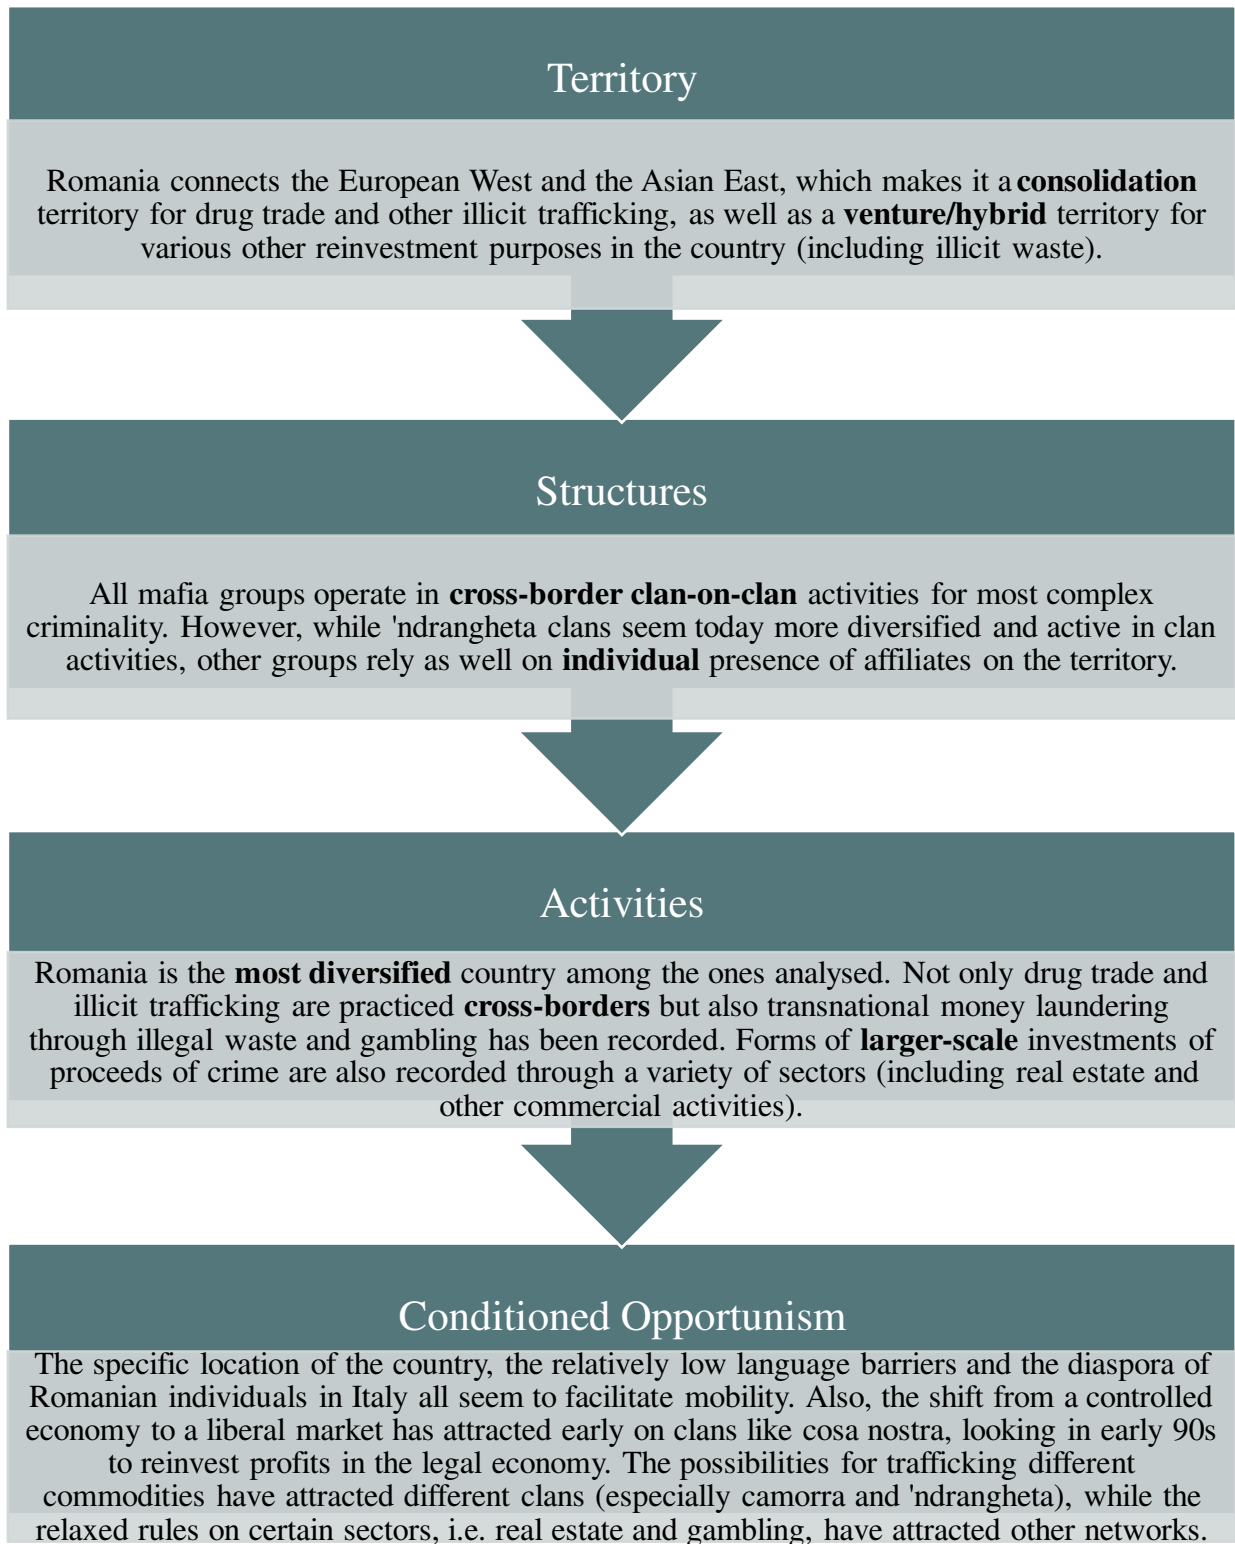 Territory
Romania connects the European West and the Asian East, which makes it a consolidation
territory for drug trade and other illicit trafficking, as well as a venture/hybrid territory for
various other reinvestment purposes in the country (including illicit waste).
Structures
All mafia groups operate in cross-border clan-on-clan activities for most complex
criminality. However, while 'ndrangheta clans seem today more diversified and active in clan
activities, other groups rely as well on individual presence of affiliates on the territory.
Activities
Romania is the most diversified country among the ones analysed. Not only drug trade and
illicit trafficking are practiced cross-borders but also transnational money laundering
through illegal waste and gambling has been recorded. Forms of larger-scale investments of
proceeds of crime are also recorded through a variety of sectors (including real estate and
other commercial activities).
Conditioned Opportunism
The specific location of the country, the relatively low language barriers and the diaspora of
Romanian individuals in Italy all seem to facilitate mobility. Also, the shift from a controlled
economy to a liberal market has attracted early on clans like cosa nostra, looking in early 90s
to reinvest profits in the legal economy. The possibilities for trafficking different
commodities have attracted different clans (especially camorra and 'ndrangheta), while the
relaxed rules on certain sectors, i.e. real estate and gambling, have attracted other networks.